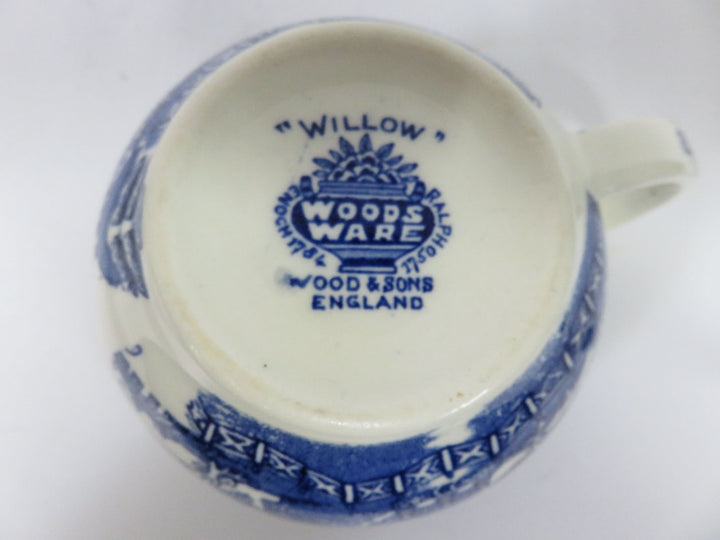 "WILLOW"
ENOCH 1784
WOODS
WARE
RALPH 1750
WOOD & SONS
ENGLAND